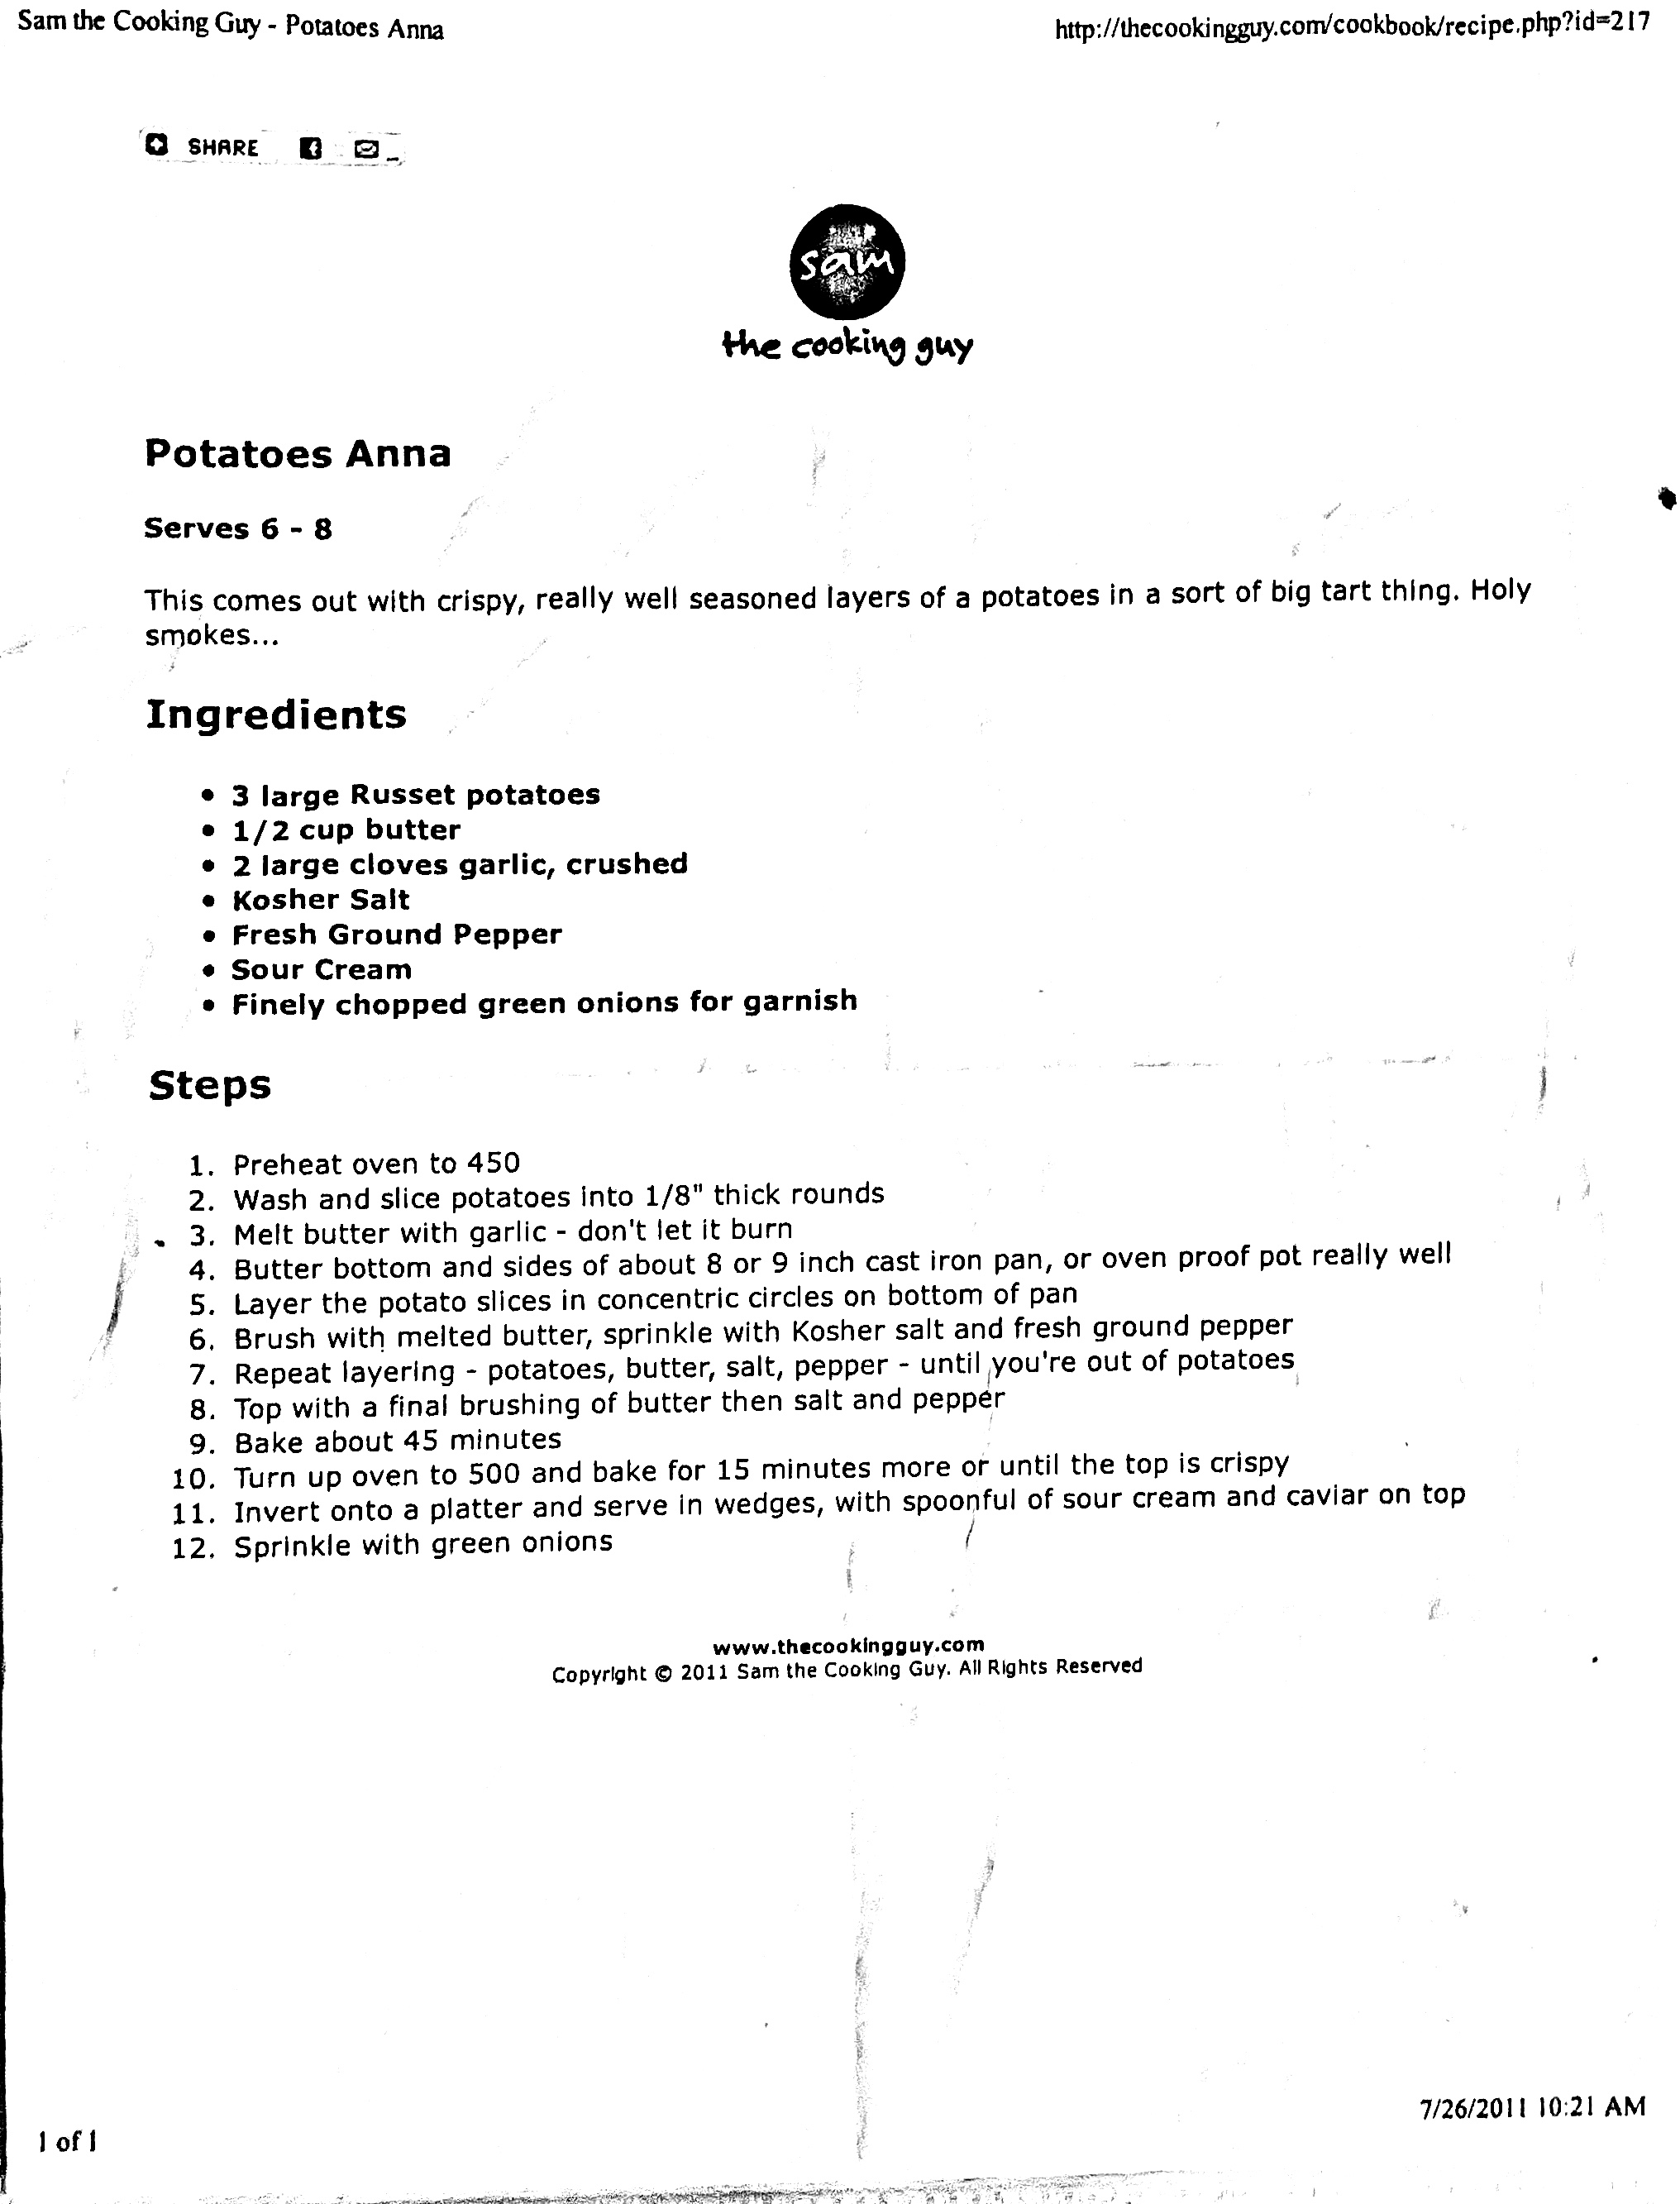 Sam the Cooking Guy - Potatoes Anna
http://thecookingguy.com/cookbook/recipe.php?id=217
SHARE
sam
the cooking guy
Potatoes Anna
Serves 6 - 8
This comes out with crispy, really well seasoned layers of a potatoes in a sort of big tart thing. Holy
smokes...
Ingredients
• 3 large Russet potatoes
• 1/2 cup butter
• 2 large cloves garlic, crushed
• Kosher Salt
• Fresh Ground Pepper
• Sour Cream
• Finely chopped green onions for garnish
Steps
1. Preheat oven to 450
2. Wash and slice potatoes into 1/8" thick rounds
3. Melt butter with garlic - don't let it burn
4. Butter bottom and sides of about 8 or 9 inch cast iron pan, or oven proof pot really well
5. Layer the potato slices in concentric circles on bottom of pan
6. Brush with melted butter, sprinkle with Kosher salt and fresh ground pepper
7. Repeat layering - potatoes, butter, salt, pepper - until you're out of potatoes
8. Top with a final brushing of butter then salt and pepper
9. Bake about 45 minutes
10. Turn up oven to 500 and bake for 15 minutes more or until the top is crispy
11. Invert onto a platter and serve in wedges, with spoonful of sour cream and caviar on top
12. Sprinkle with green onions
www.thecookingguy.com
Copyright © 2011 Sam the Cooking Guy. All Rights Reserved
7/26/2011 10:21 AM
1 of 1